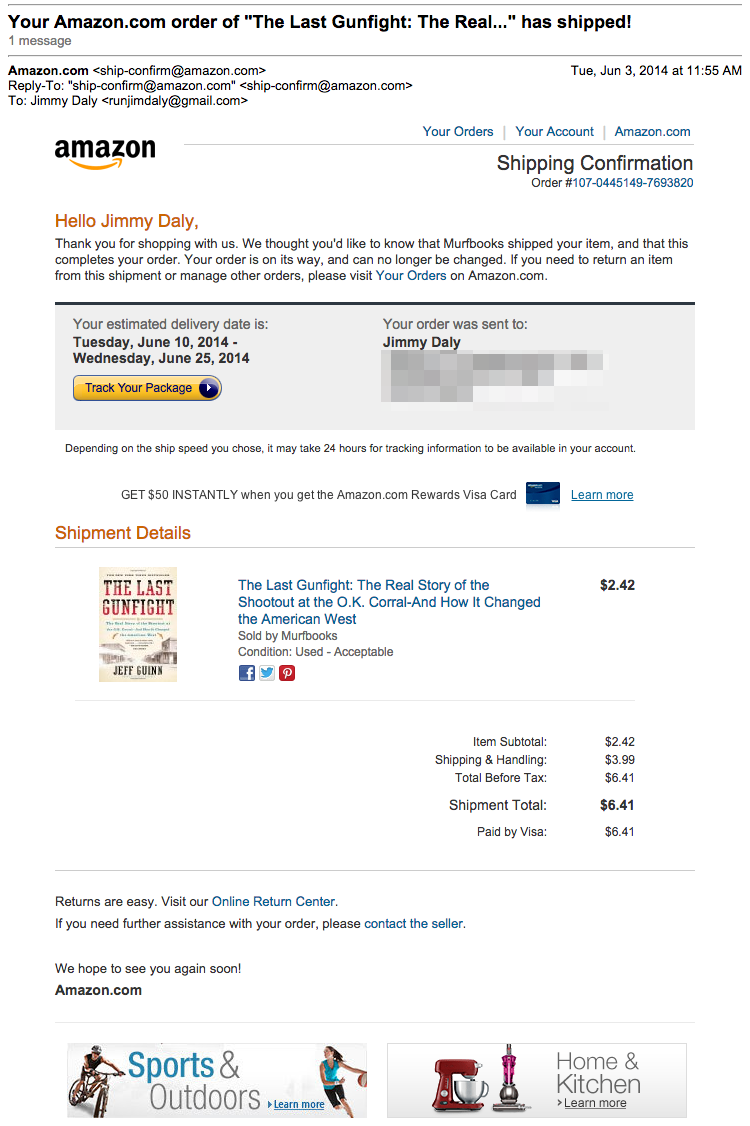 Your Amazon.com order of "The Last Gunfight: The Real..." has shipped!
1 message
Amazon.com <ship-confirm@amazon.com> Tue, Jun 3, 2014 at 11:55 AM
Reply-To: "ship-confirm@amazon.com" <ship-confirm@amazon.com>
To: Jimmy Daly <runjimdaly@gmail.com>
Your Orders | Your Account | Amazon.com
amazon
Shipping Confirmation
Order #107-0445149-7693820
Hello Jimmy Daly,
Thank you for shopping with us. We thought you'd like to know that Murfbooks shipped your item, and that this
completes your order. Your order is on its way, and can no longer be changed. If you need to return an item
from this shipment or manage other orders, please visit Your Orders on Amazon.com.
Your estimated delivery date is:
Tuesday, June 10, 2014 -
Wednesday, June 25, 2014
Track Your Package
Your order was sent to:
Jimmy Daly
Depending on the ship speed you chose, it may take 24 hours for tracking information to be available in your account.
GET $50 INSTANTLY when you get the Amazon.com Rewards Visa Card Learn more
Shipment Details
THE LAST
GUNFIGHT
JEFF GUINN
The Last Gunfight: The Real Story of the
Shootout at the O.K. Corral-And How It Changed
the American West
Sold by Murfbooks
Condition: Used - Acceptable
$2.42
Item Subtotal: $2.42
Shipping & Handling: $3.99
Total Before Tax: $6.41
Shipment Total: $6.41
Paid by Visa: $6.41
Returns are easy. Visit our Online Return Center.
If you need further assistance with your order, please contact the seller.
We hope to see you again soon!
Amazon.com
Sports &
Outdoors
Learn more
Home &
Kitchen
Learn more